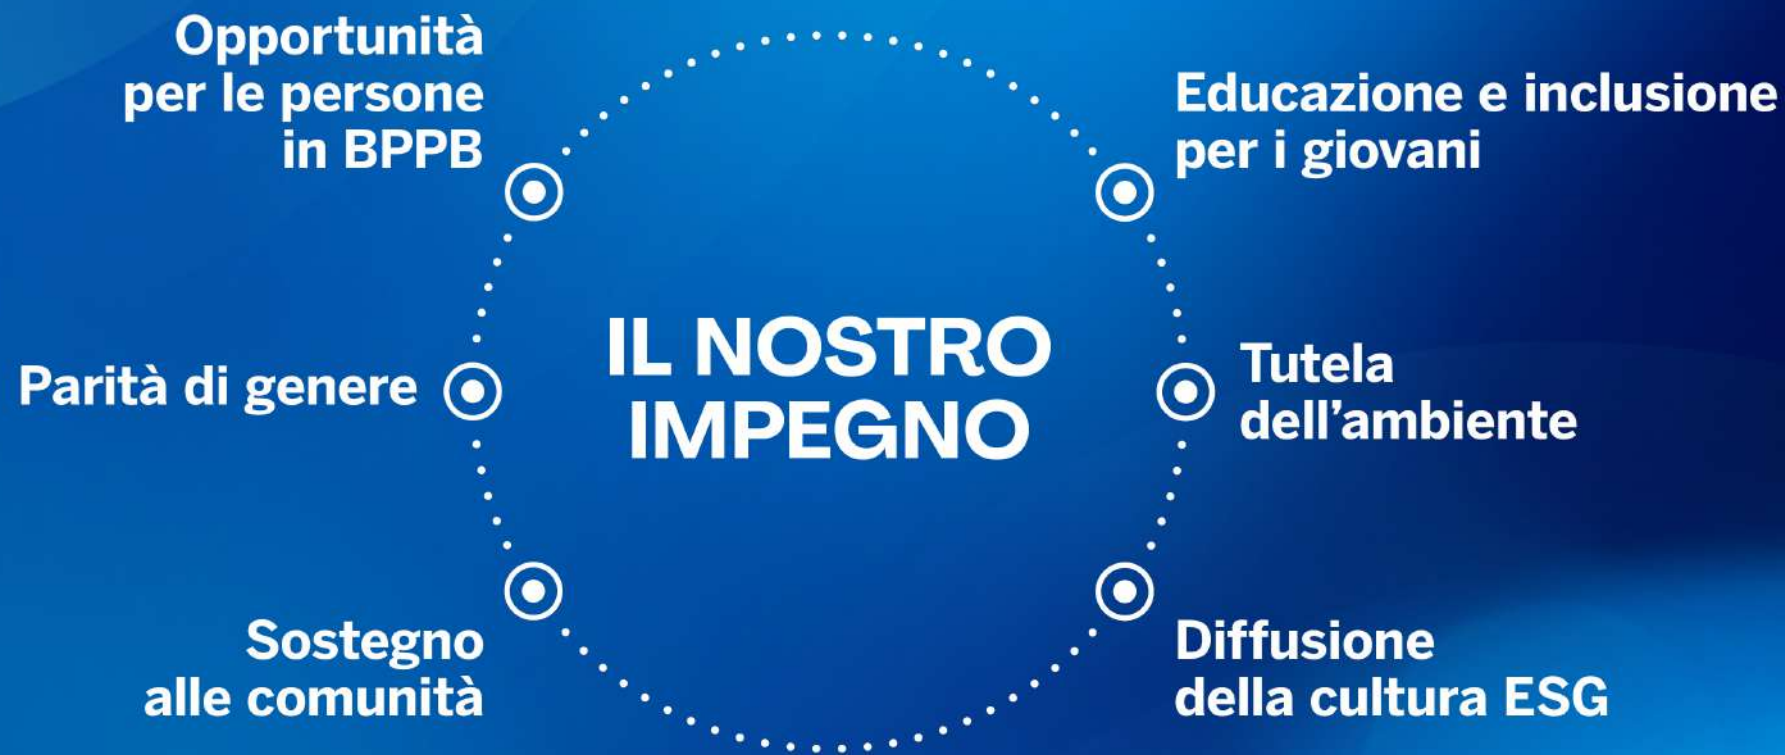 Opportunità
per le persone
in BPPB
Educazione e inclusione
per i giovani
Parità di genere
IL NOSTRO
IMPEGNO
Tutela
dell’ambiente
Sostegno
alle comunità
Diffusione
della cultura ESG